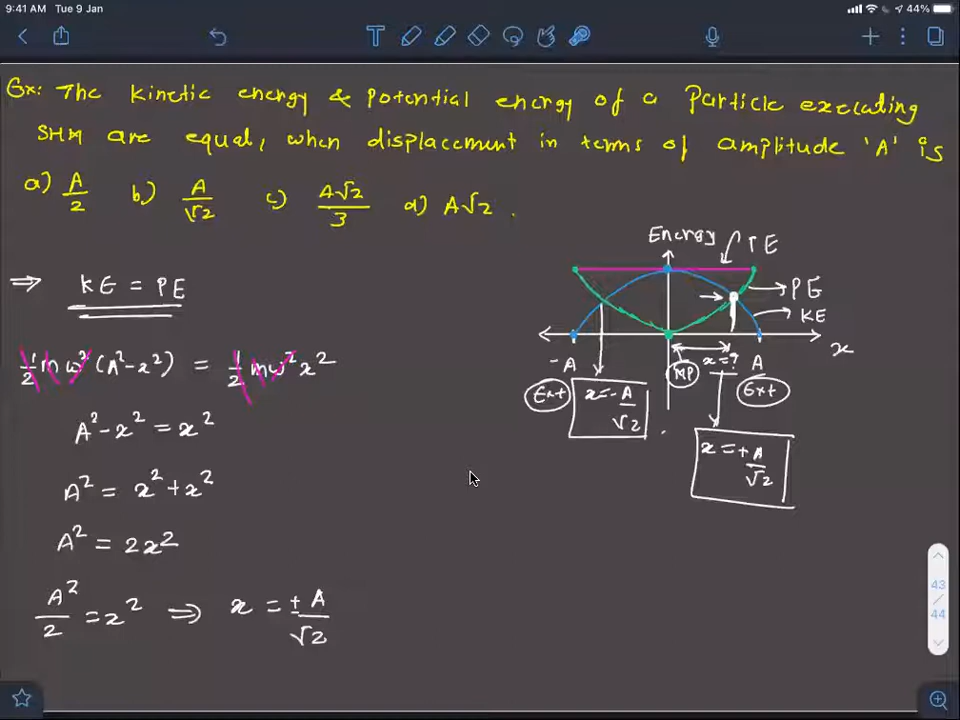 9:41 AM Tue 9 Jan
44%
Ex: The kinetic energy & Potential energy of a Particle executing
SHM are equal, when displacement in terms of amplitude 'A' is
a) A/2 b) A/√2 c) A√2/3 d) A√2 .
⇒ KE = PE
1/2 mω²(A²-x²) = 1/2 mω²x²
A²-x² = x²
A² = x²+x²
A² = 2x²
A²/2 = x² ⇒ x = ±A/√2
Energy
TE
PE
KE
x
-A
MP
x=?
A
Ext
x=-A/√2
Ext
x=+A/√2
43
/
44